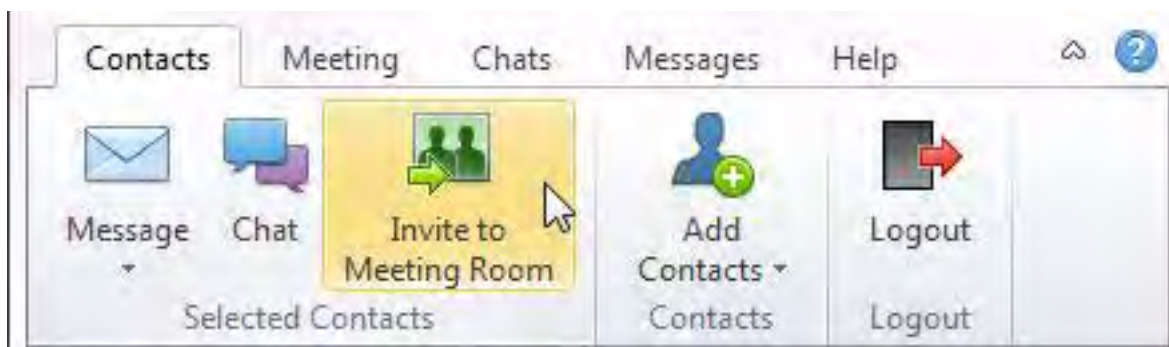 Contacts Meeting Chats Messages Help ?
Message Chat Invite to Add Logout
Meeting Room Contacts
Selected Contacts Contacts Logout